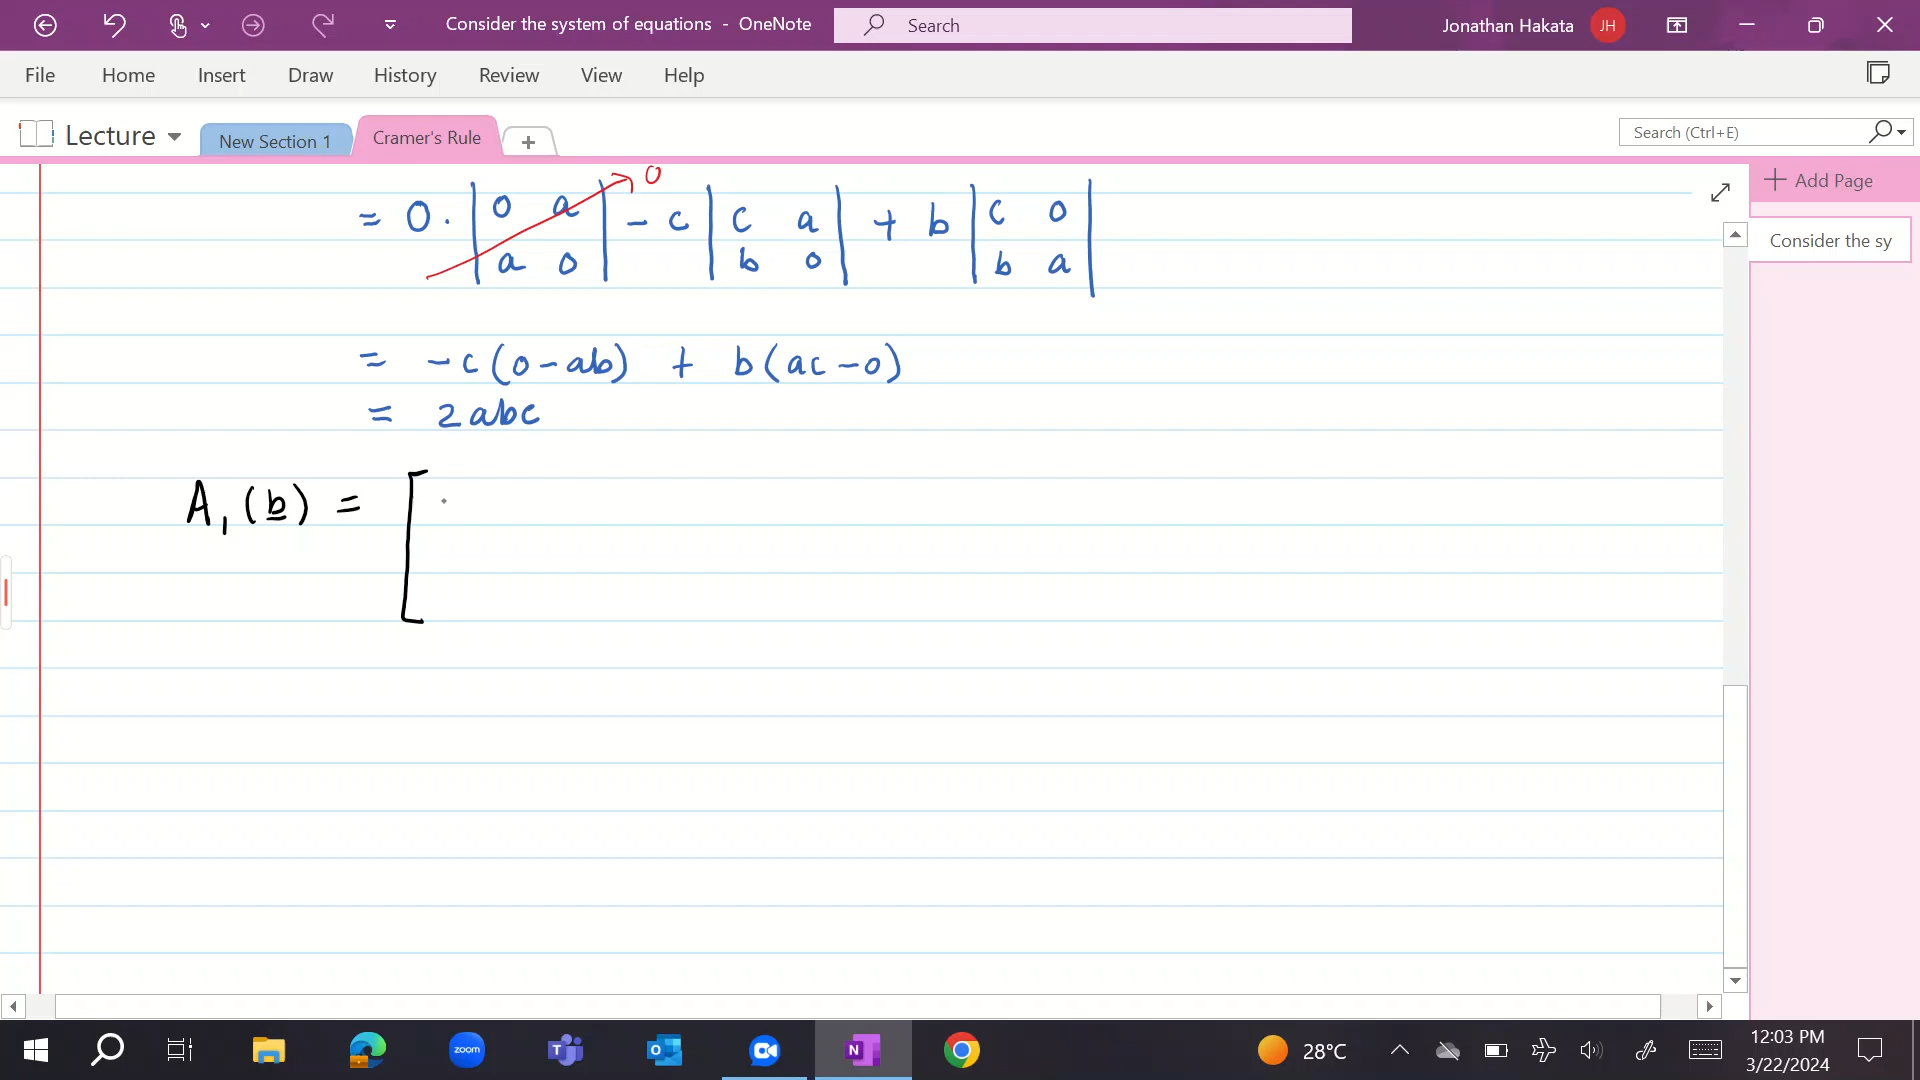 Consider the system of equations - OneNote
Search
Jonathan Hakata
JH
File Home Insert Draw History Review View Help
Lecture
New Section 1
Cramer's Rule
+
Search (Ctrl+E)
Add Page
Consider the sy
= 0 · | 0 a | → 0 - c | c a | + b | c 0 |
| a 0 | | b 0 | | b a |
= -c(0-ab) + b(ac-0)
= 2abc
A₁(b) = [
zoom
28°C
12:03 PM
3/22/2024